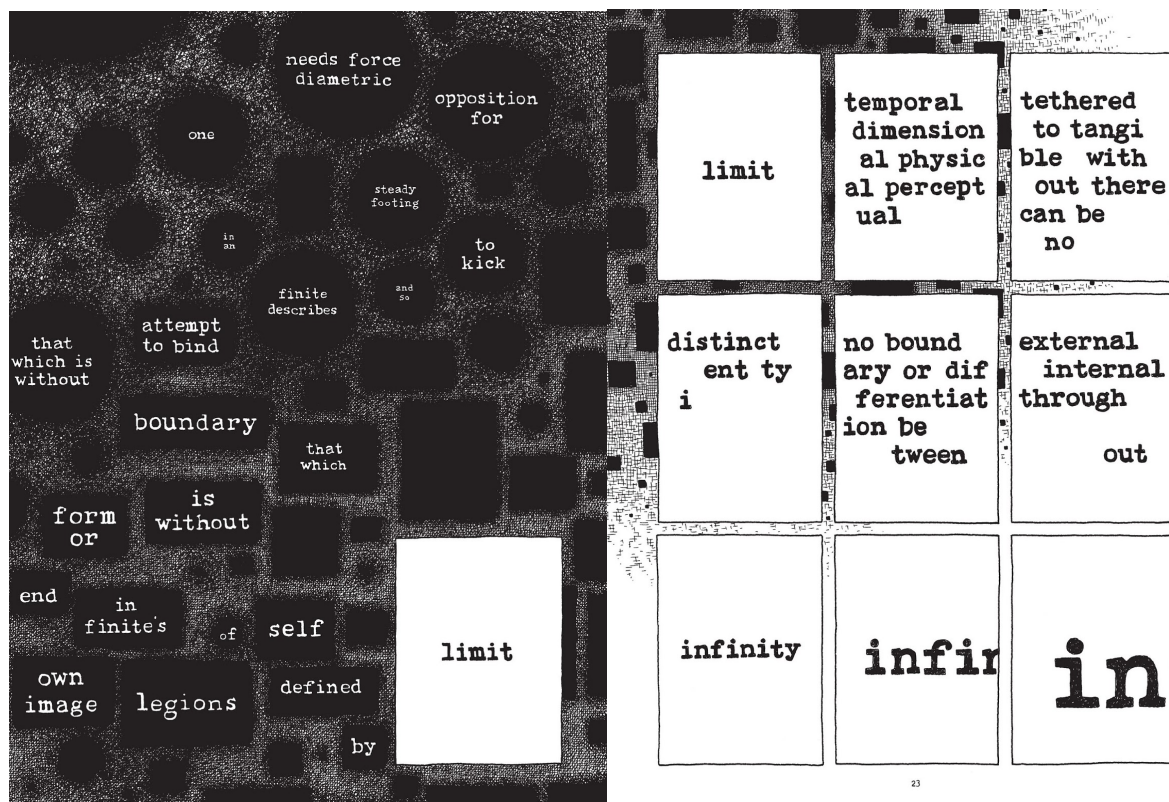 needs force
diametric
opposition
for
one
steady
footing
in
an
to
kick
and
so
finite
describes
attempt
to bind
that
which is
without
boundary
that
which
is
without
form
or
end
in
finite's
of
self
own
image
legions
defined
by
limit
limit
temporal
dimension
al physic
al percept
ual
tethered
to tangi
ble with
out there
can be
no
distinct
ent ty
i
no bound
ary or dif
ferentiat
ion be
tween
external
internal
through
out
infinity
infin
in
23